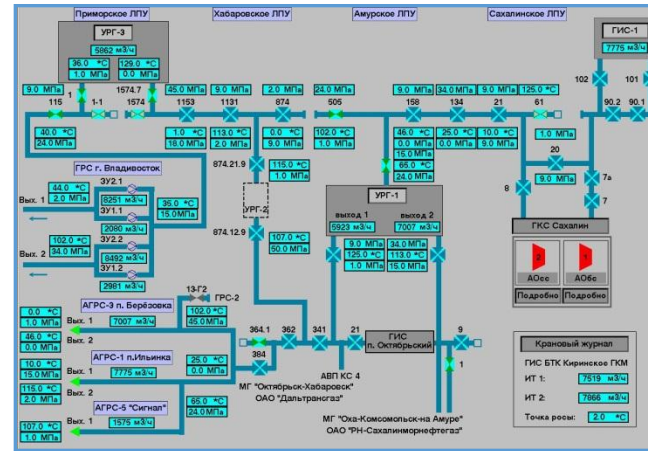 Приморское ЛПУ Хабаровское ЛПУ Амурское ЛПУ Сахалинское ЛПУ
УРГ-3
5862 м3/ч
36.0 °C 129.0 °C
1.0 МПа 0.0 МПа
ГИС-1
7775 м3/ч
9.0 МПа 1 1574.7 45.0 МПа 9.0 МПа 2.0 МПа 24.0 МПа 9.0 МПа 34.0 МПа 9.0 МПа 125.0 °C
102 101
115 1-1 1574 1153 1131 874 505 158 134 21 61 90.2 90.1
40.0 °C 1.0 °C 113.0 °C 0.0 °C 102.0 °C 46.0 °C 25.0 °C 10.0 °C 1.0 МПа
24.0 МПа 18.0 МПа 2.0 МПа 9.0 МПа 1.0 МПа 0.0 МПа 0.0 МПа 9.0 МПа
15.0 МПа
65.0 °C
24.0 МПа
20
9.0 МПа
8 7а
7
ГРС г. Владивосток
874.21.9 115.0 °C
1.0 МПа
44.0 °C ЭУ2.1 35.0 °C
Вых. 1 2.0 МПа 8251 м3/ч 15.0 МПа
ЭУ1.1
2080 м3/ч
УРГ-2
УРГ-1
выход 1 выход 2
5923 м3/ч 7007 м3/ч
ГКС Сахалин
102.0 °C ЭУ2.2
Вых. 2 34.0 МПа 8492 м3/ч
ЭУ1.2
2981 м3/ч
874.12.9 107.0 °C
50.0 МПа
9.0 МПа 34.0 МПа
125.0 °C 113.0 °C
1.0 МПа 15.0 МПа
2 1
АОсс АОбс
Подробно Подробно
13-Г2 ГРС-2
АГРС-3 п. Берёзовка
0.0 °C Вых. 1 7007 м3/ч 102.0 °C
1.0 МПа 45.0 МПа
46.0 °C Вых. 2
0.0 МПа
364.1 362 341 21 ГИС п. Октябрьский 9
384
1
АГРС-1 п.Ильинка
10.0 °C Вых. 1 7775 м3/ч 25.0 °C
15.0 МПа 0.0 МПа
115.0 °C Вых. 2
2.0 МПа
АВП КС 4
МГ "Октябрьск-Хабаровск"
ОАО "Дальтрансгаз"
АГРС-5 "Сигнал"
65.0 °C
24.0 МПа
Вых. 1 1575 м3/ч
107.0 °C
1.0 МПа
МГ "Оха-Комсомольск-на Амуре"
ОАО "РН-Сахалинморнефтегаз"
Крановый журнал
ГИС БТК Киринское ГКМ
ИТ 1: 7519 м3/ч
ИТ 2: 7866 м3/ч
Точка росы: 2.0 °C